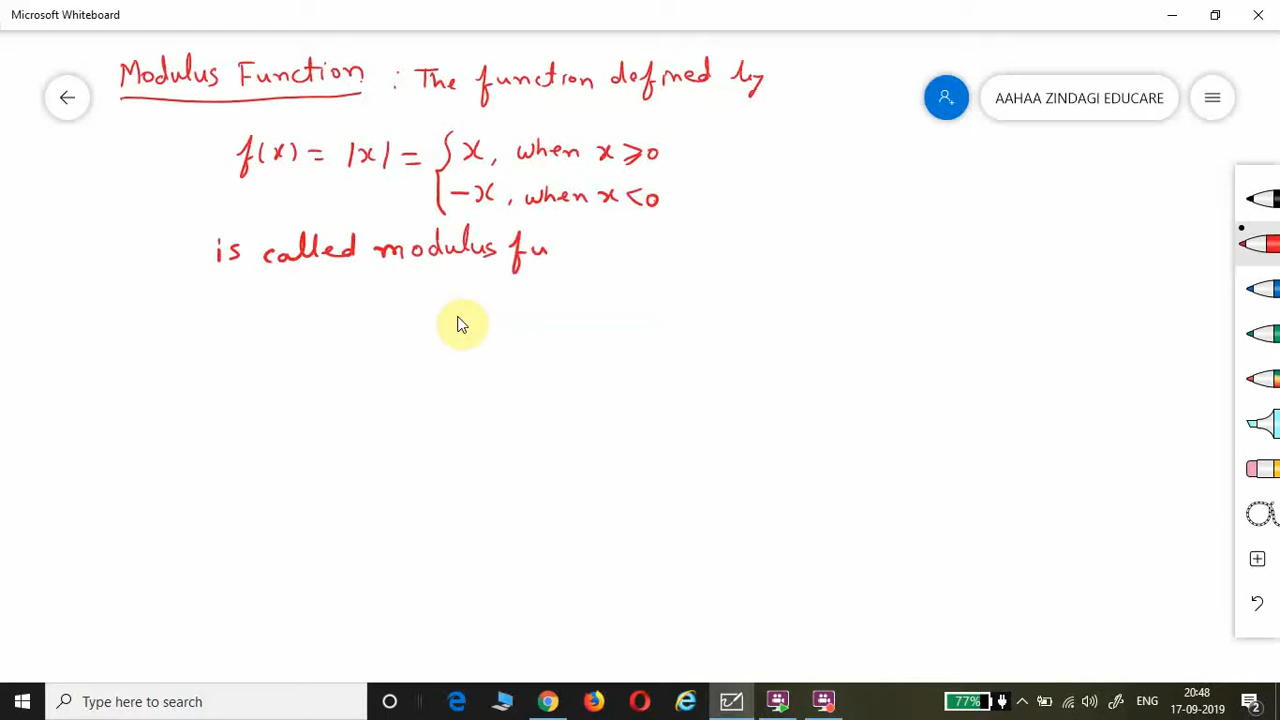 Microsoft Whiteboard
Modulus Function : The function defined by
AAHAA ZINDAGI EDUCARE
f(x) = |x| = { x, when x ⩾ 0
-x, when x < 0
is called modulus fu
Type here to search
77%
ENG
20:48
17-09-2019
2